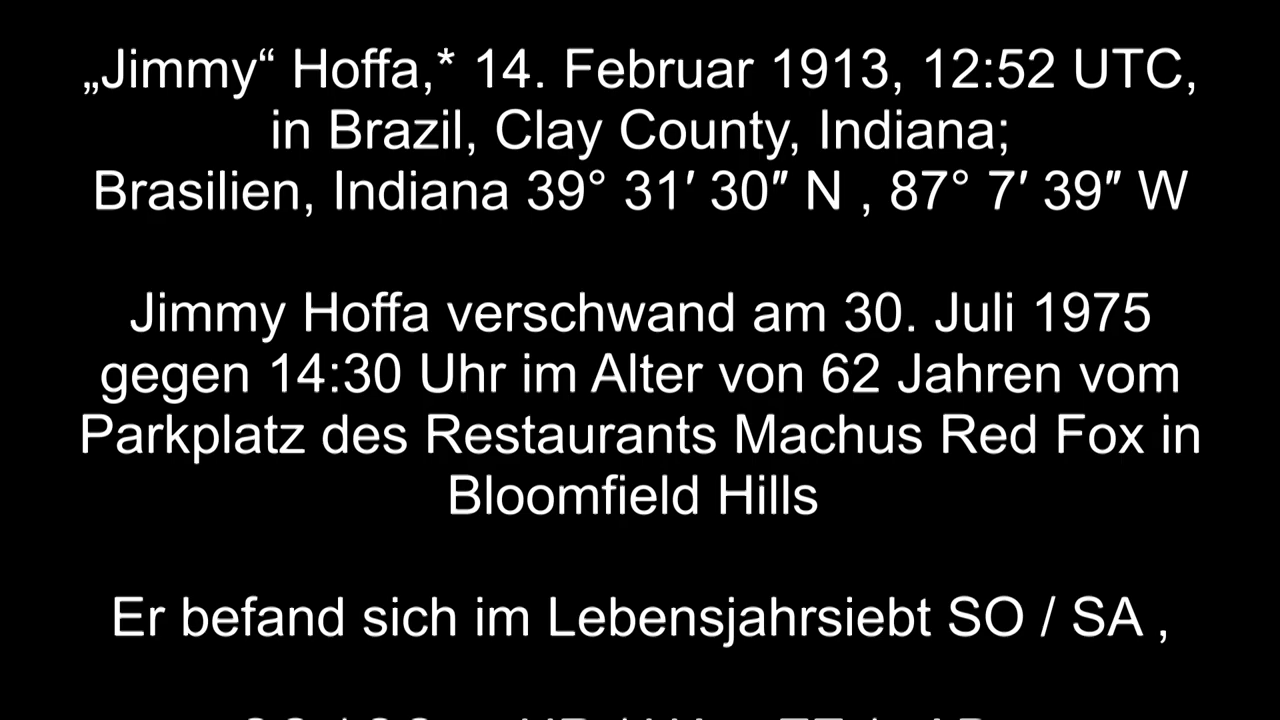 „Jimmy“ Hoffa,* 14. Februar 1913, 12:52 UTC,
in Brazil, Clay County, Indiana;
Brasilien, Indiana 39° 31′ 30″ N , 87° 7′ 39″ W
Jimmy Hoffa verschwand am 30. Juli 1975
gegen 14:30 Uhr im Alter von 62 Jahren vom
Parkplatz des Restaurants Machus Red Fox in
Bloomfield Hills
Er befand sich im Lebensjahrsiebt SO / SA ,